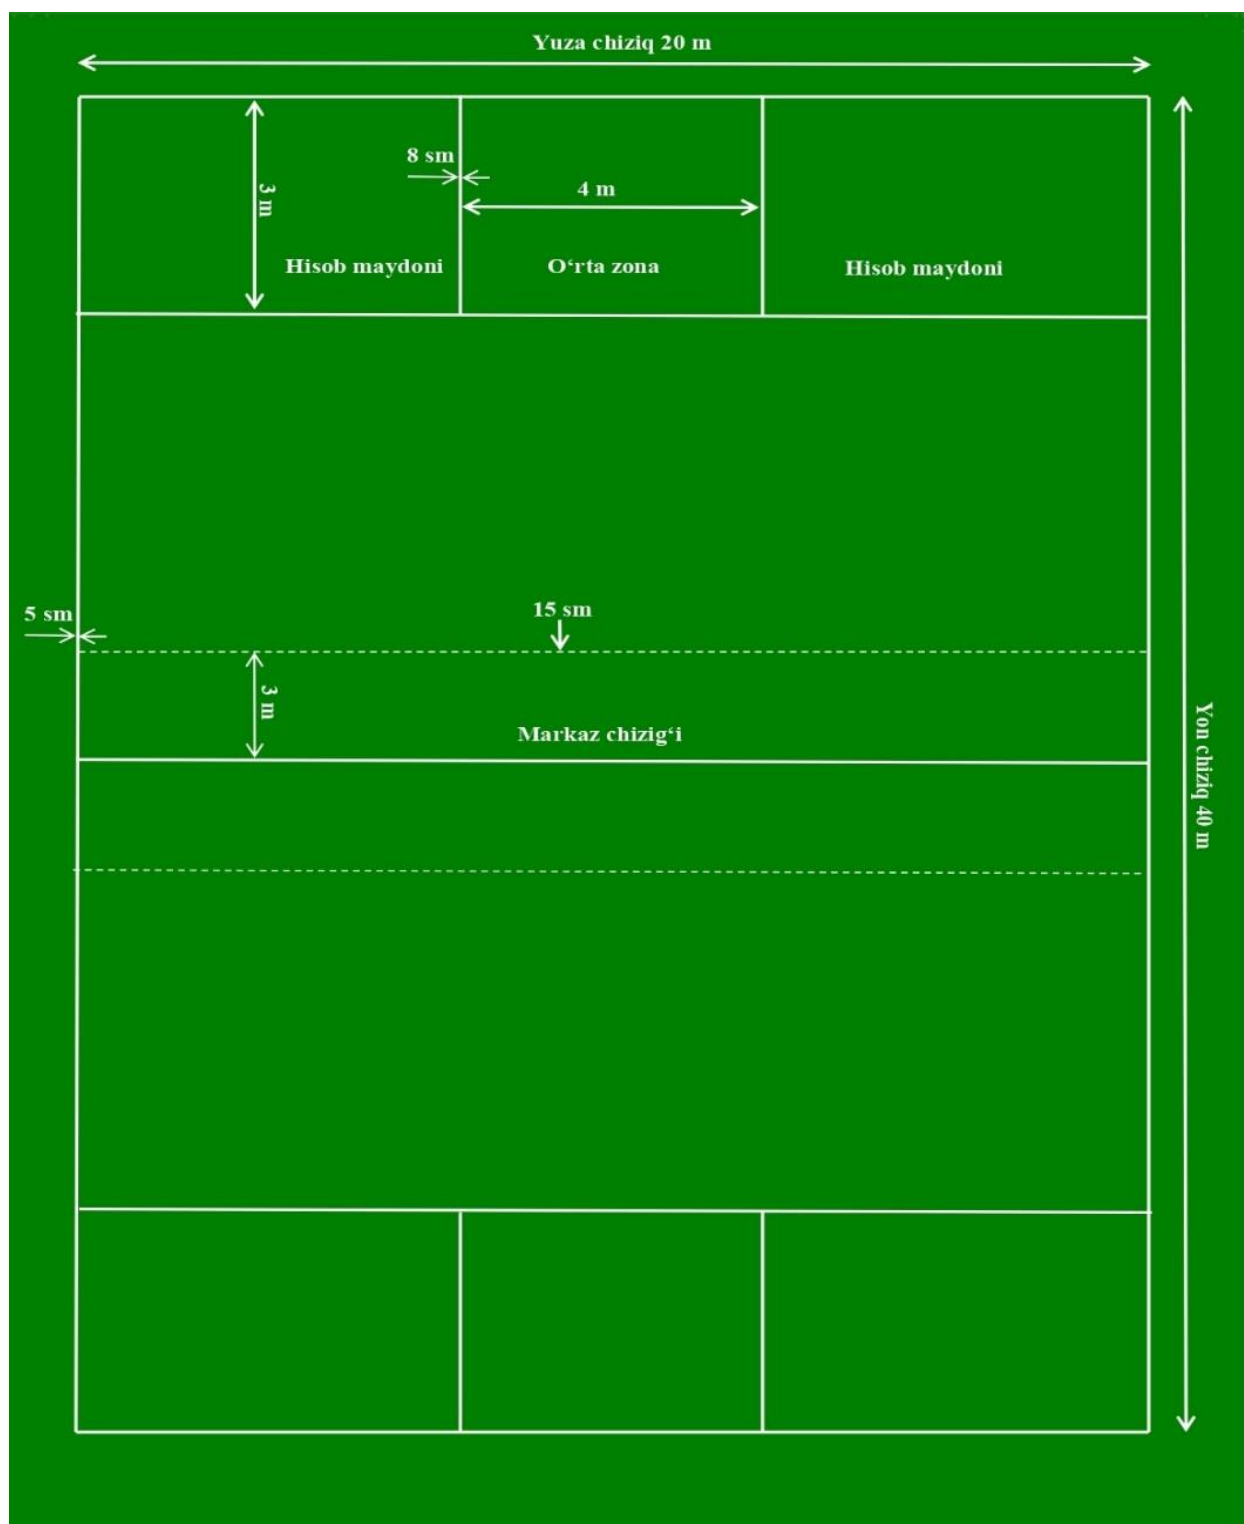 Yuza chiziq 20 m
8 sm
3 m
4 m
Hisob maydoni
O‘rta zona
Hisob maydoni
5 sm
15 sm
3 m
Markaz chizig‘i
Yon chiziq 40 m